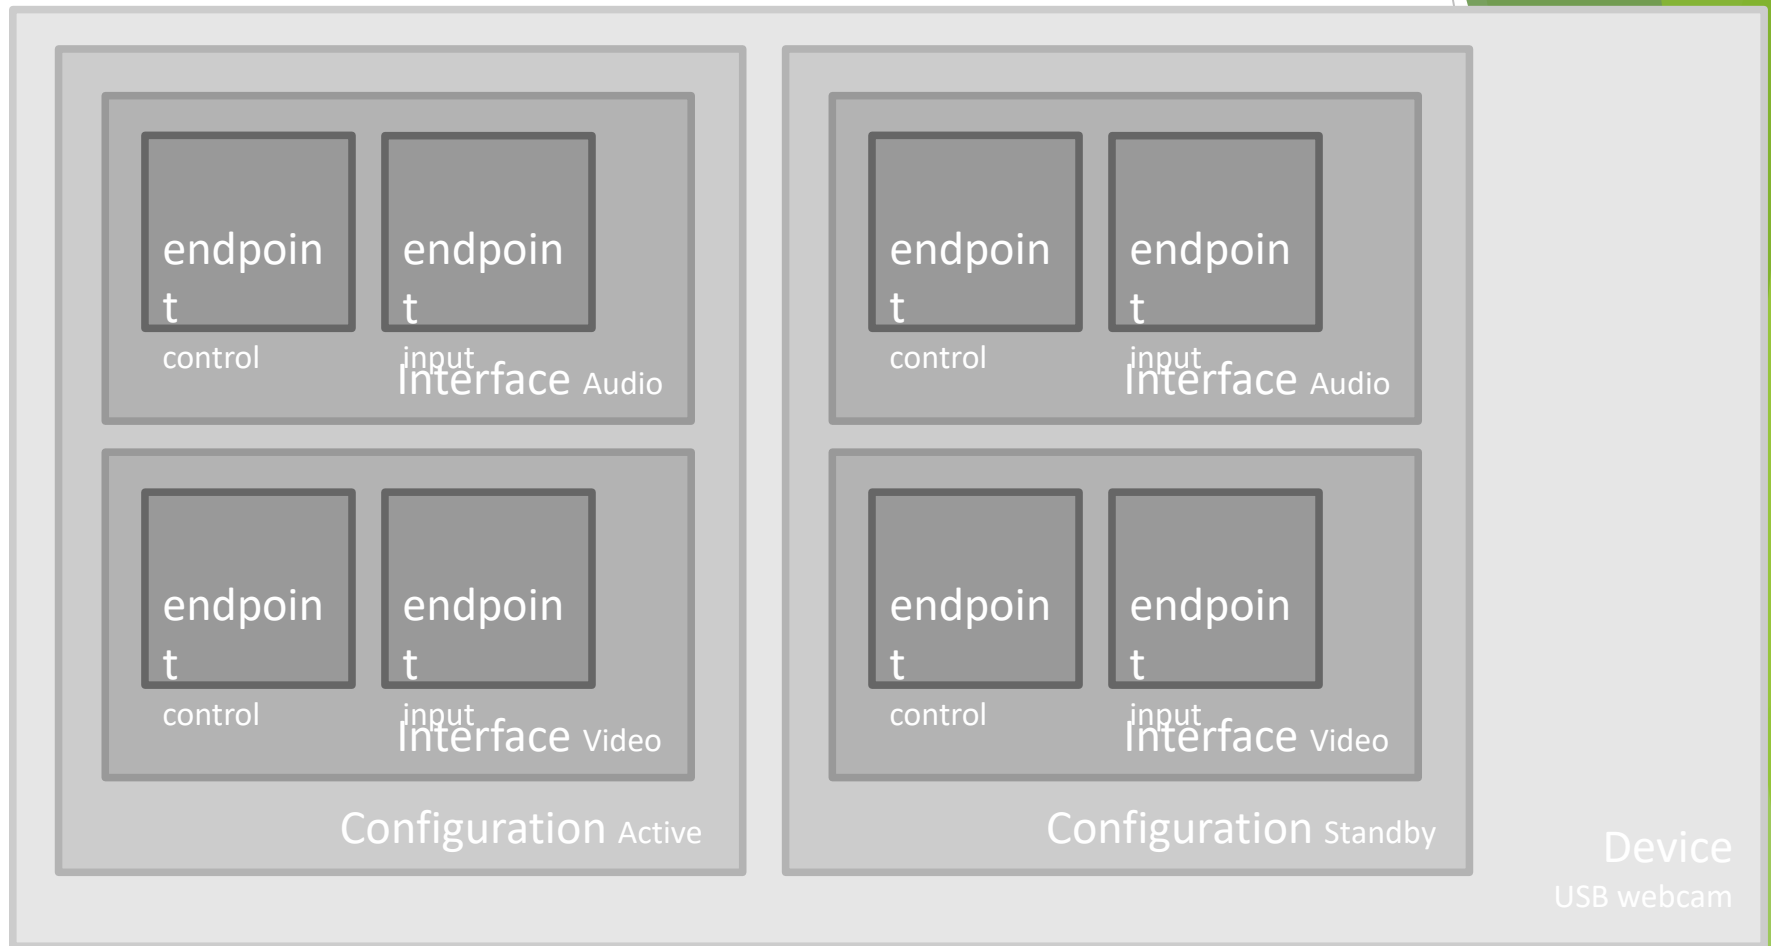 endpoin
t
control
endpoin
t
input
Interface Audio
endpoin
t
control
endpoin
t
input
Interface Video
Configuration Active
endpoin
t
control
endpoin
t
input
Interface Audio
endpoin
t
control
endpoin
t
input
Interface Video
Configuration Standby
Device
USB webcam